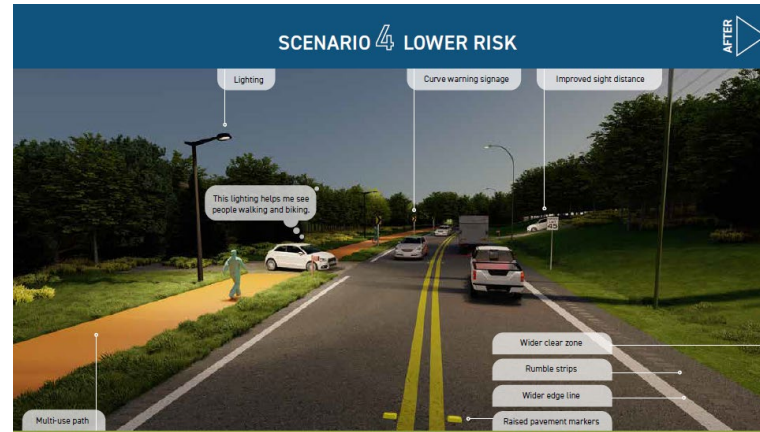 SCENARIO 4 LOWER RISK
AFTER
Lighting
Curve warning signage
Improved sight distance
This lighting helps me see
people walking and biking.
45
Wider clear zone
Rumble strips
Wider edge line
Multi-use path
Raised pavement markers